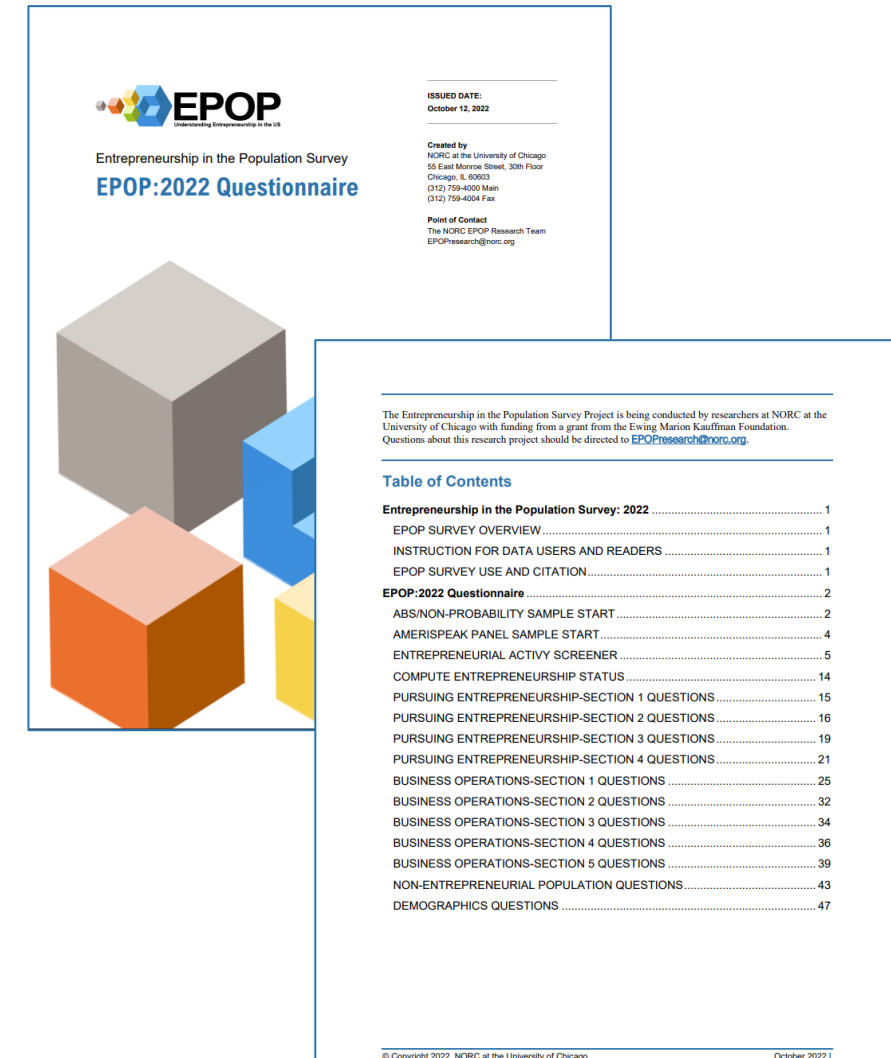 EPOP
Understanding Entrepreneurship in the US
Entrepreneurship in the Population Survey
EPOP:2022 Questionnaire
ISSUED DATE:
October 12, 2022
Created by
NORC at the University of Chicago
55 East Monroe Street, 30th Floor
Chicago, IL 60603
(312) 759-4000 Main
(312) 759-4004 Fax
Point of Contact
The NORC EPOP Research Team
EPOPresearch@norc.org
The Entrepreneurship in the Population Survey Project is being conducted by researchers at NORC at the
University of Chicago with funding from a grant from the Ewing Marion Kauffman Foundation.
Questions about this research project should be directed to EPOPresearch@norc.org.
Table of Contents
Entrepreneurship in the Population Survey: 2022 ........ 1
EPOP SURVEY OVERVIEW ........ 1
INSTRUCTION FOR DATA USERS AND READERS ........ 1
EPOP SURVEY USE AND CITATION ........ 1
EPOP:2022 Questionnaire ........ 2
ABS/NON-PROBABILITY SAMPLE START ........ 2
AMERISPEAK PANEL SAMPLE START ........ 4
ENTREPRENEURIAL ACTIVY SCREENER ........ 5
COMPUTE ENTREPRENEURSHIP STATUS ........ 14
PURSUING ENTREPRENEURSHIP-SECTION 1 QUESTIONS ........ 15
PURSUING ENTREPRENEURSHIP-SECTION 2 QUESTIONS ........ 16
PURSUING ENTREPRENEURSHIP-SECTION 3 QUESTIONS ........ 19
PURSUING ENTREPRENEURSHIP-SECTION 4 QUESTIONS ........ 21
BUSINESS OPERATIONS-SECTION 1 QUESTIONS ........ 25
BUSINESS OPERATIONS-SECTION 2 QUESTIONS ........ 32
BUSINESS OPERATIONS-SECTION 3 QUESTIONS ........ 34
BUSINESS OPERATIONS-SECTION 4 QUESTIONS ........ 36
BUSINESS OPERATIONS-SECTION 5 QUESTIONS ........ 39
NON-ENTREPRENEURIAL POPULATION QUESTIONS ........ 43
DEMOGRAPHICS QUESTIONS ........ 47
© Copyright 2022, NORC at the University of Chicago October 2022 |